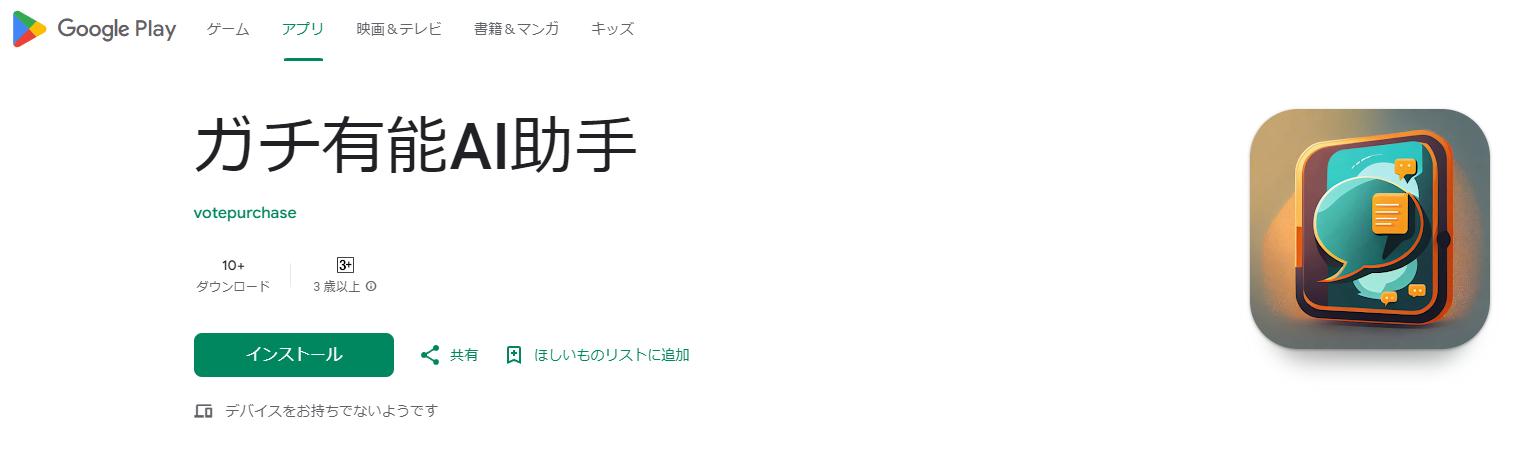 Google Play ゲーム アプリ 映画&テレビ 書籍&マンガ キッズ
ガチ有能AI助手
votepurchase
10+ 3+
ダウンロード 3 歳以上
インストール 共有 ほしいものリストに追加
デバイスをお持ちでないようです